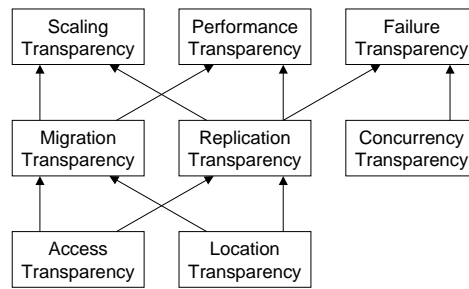 Scaling
Transparency
Performance
Transparency
Failure
Transparency
Migration
Transparency
Replication
Transparency
Concurrency
Transparency
Access
Transparency
Location
Transparency